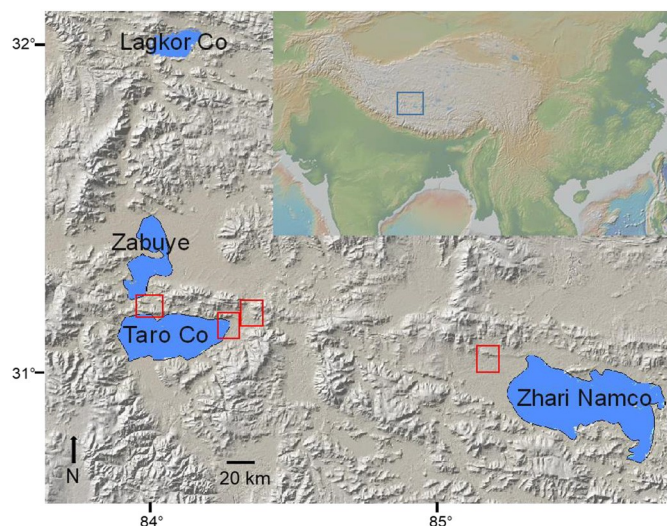 32°
Lagkor Co
Zabuye
Taro Co
31°
Zhari Namco
N
20 km
84°
85°